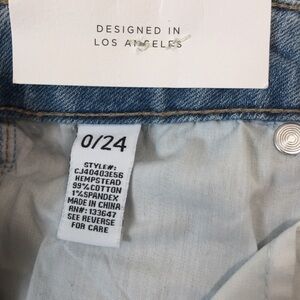 DESIGNED IN
LOS ANGELES
0/24
STYLE#:
CJ40403E56
HEMPSTEAD
99%COTTON
1%SPANDEX
MADE IN CHINA
RN#: 133647
SEE REVERSE
FOR CARE